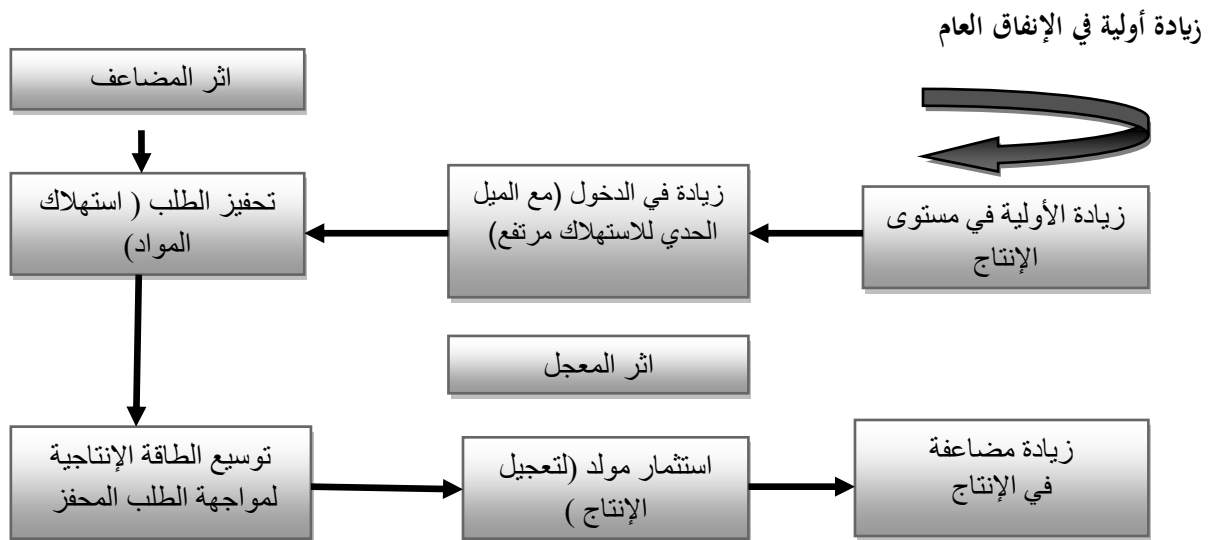 زيادة أولية في الإنفاق العام
اثر المضاعف
زيادة الأولية في مستوى
الإنتاج
زيادة في الدخول (مع الميل
الحدي للاستهلاك مرتفع)
تحفيز الطلب ( استهلاك
المواد)
اثر المعجل
توسيع الطاقة الإنتاجية
لمواجهة الطلب المحفز
استثمار مولد (لتعجيل
الإنتاج )
زيادة مضاعفة
في الإنتاج